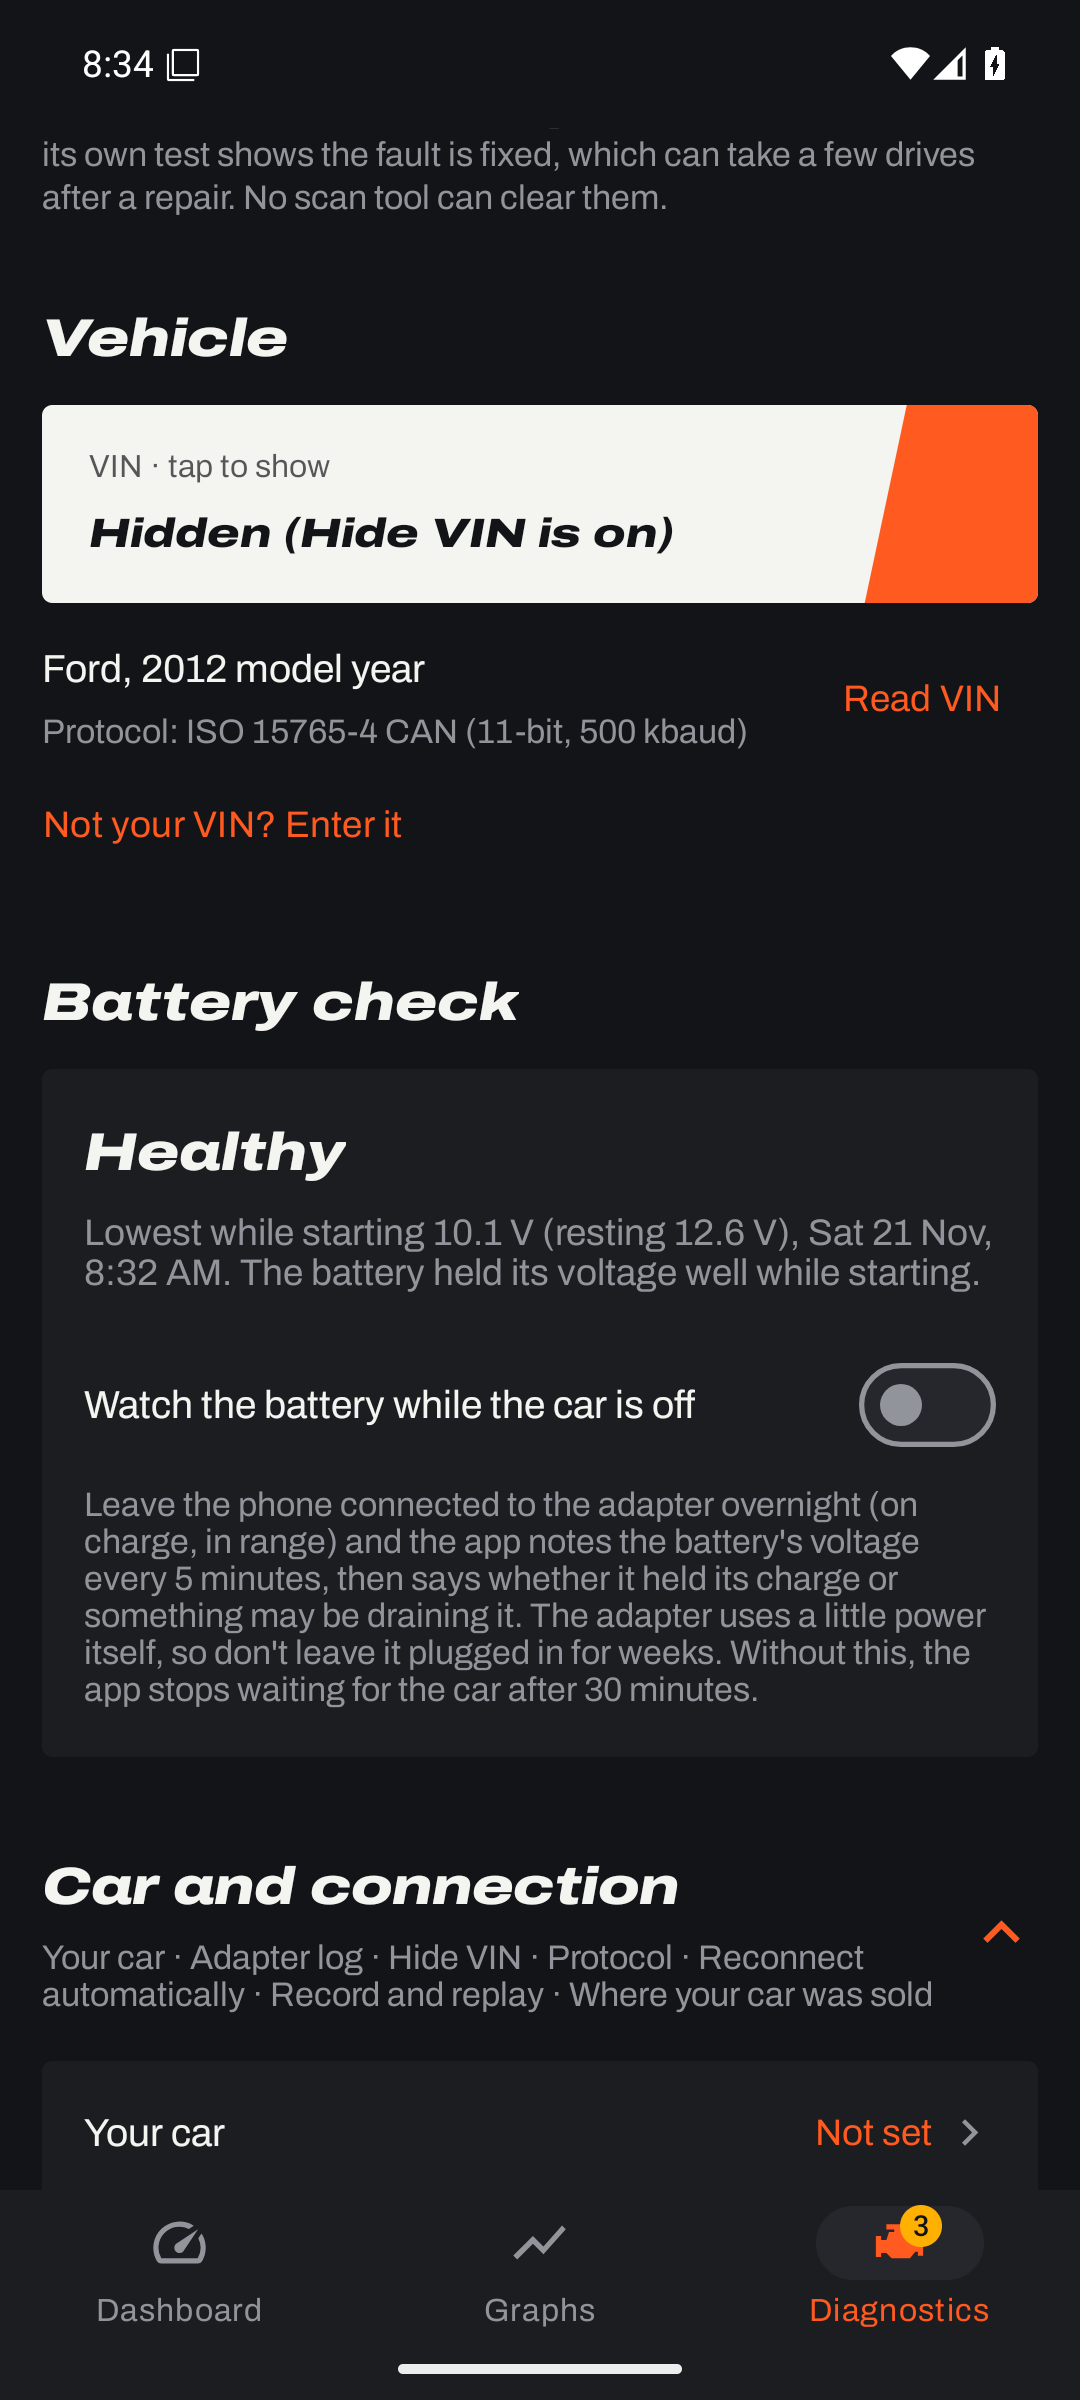 8:34
its own test shows the fault is fixed, which can take a few drives
after a repair. No scan tool can clear them.
Vehicle
VIN · tap to show
Hidden (Hide VIN is on)
Ford, 2012 model year
Read VIN
Protocol: ISO 15765-4 CAN (11-bit, 500 kbaud)
Not your VIN? Enter it
Battery check
Healthy
Lowest while starting 10.1 V (resting 12.6 V), Sat 21 Nov,
8:32 AM. The battery held its voltage well while starting.
Watch the battery while the car is off
Leave the phone connected to the adapter overnight (on
charge, in range) and the app notes the battery's voltage
every 5 minutes, then says whether it held its charge or
something may be draining it. The adapter uses a little power
itself, so don't leave it plugged in for weeks. Without this, the
app stops waiting for the car after 30 minutes.
Car and connection
Your car · Adapter log · Hide VIN · Protocol · Reconnect
automatically · Record and replay · Where your car was sold
Your car
Not set
3
Dashboard
Graphs
Diagnostics